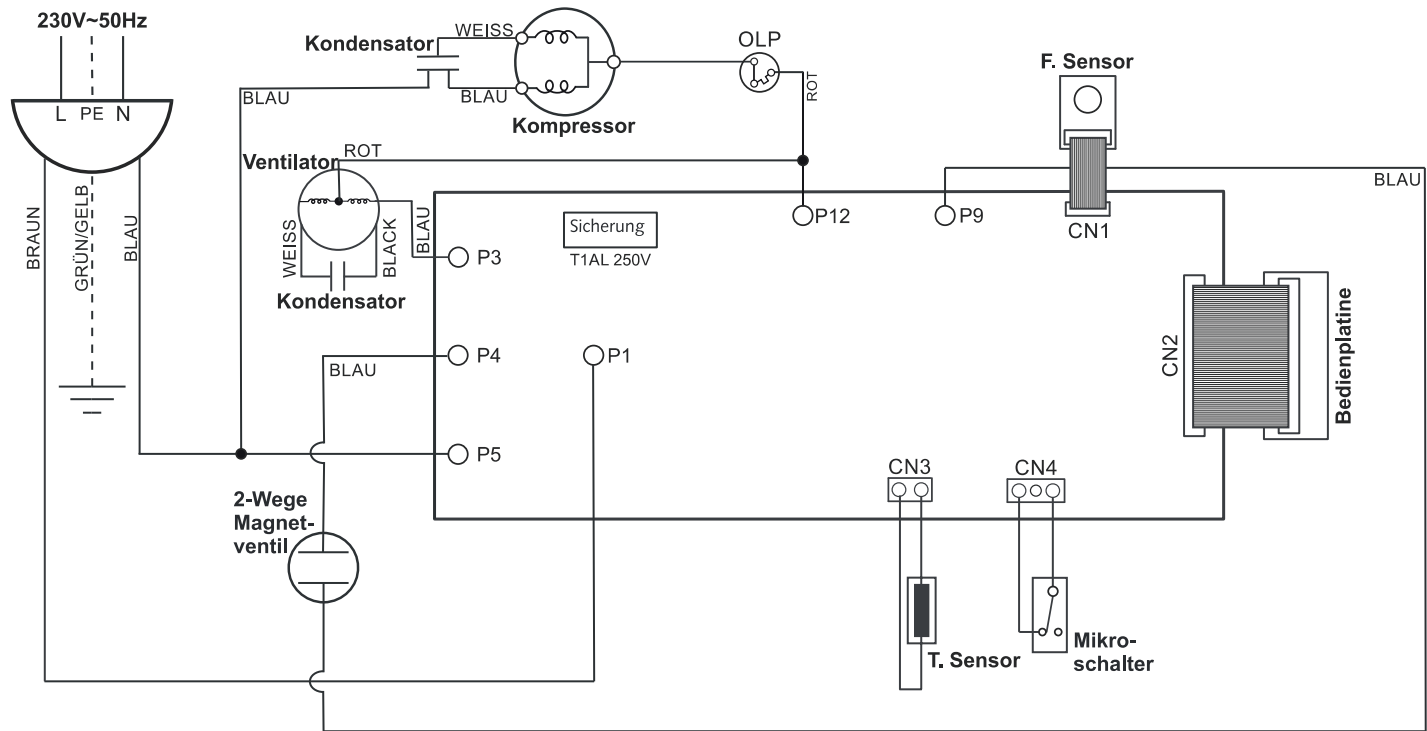 230V~50Hz
L PE N
BRAUN
GRÜN/GELB
BLAU
Kondensator
WEISS
BLAU
BLAU
Kompressor
OLP
ROT
F. Sensor
CN1
BLAU
Ventilator
ROT
WEISS
BLACK
BLAU
Kondensator
Sicherung
T1AL 250V
P12
P9
P3
P4
BLAU
P1
P5
CN2
Bedienplatine
2-Wege
Magnet-
ventil
CN3
CN4
T. Sensor
Mikro-
schalter